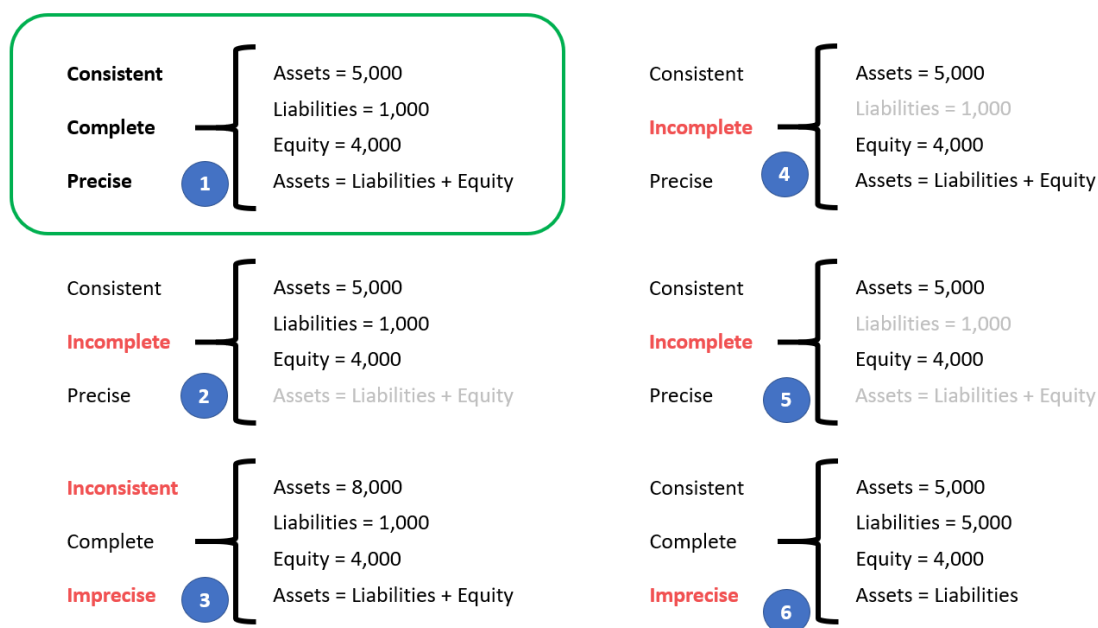 Consistent
Complete
Precise
1
Assets = 5,000
Liabilities = 1,000
Equity = 4,000
Assets = Liabilities + Equity
Consistent
Incomplete
Precise
4
Assets = 5,000
Liabilities = 1,000
Equity = 4,000
Assets = Liabilities + Equity
Consistent
Incomplete
Precise
2
Assets = 5,000
Liabilities = 1,000
Equity = 4,000
Assets = Liabilities + Equity
Consistent
Incomplete
Precise
5
Assets = 5,000
Liabilities = 1,000
Equity = 4,000
Assets = Liabilities + Equity
Inconsistent
Complete
Imprecise
3
Assets = 8,000
Liabilities = 1,000
Equity = 4,000
Assets = Liabilities + Equity
Consistent
Complete
Imprecise
6
Assets = 5,000
Liabilities = 5,000
Equity = 4,000
Assets = Liabilities